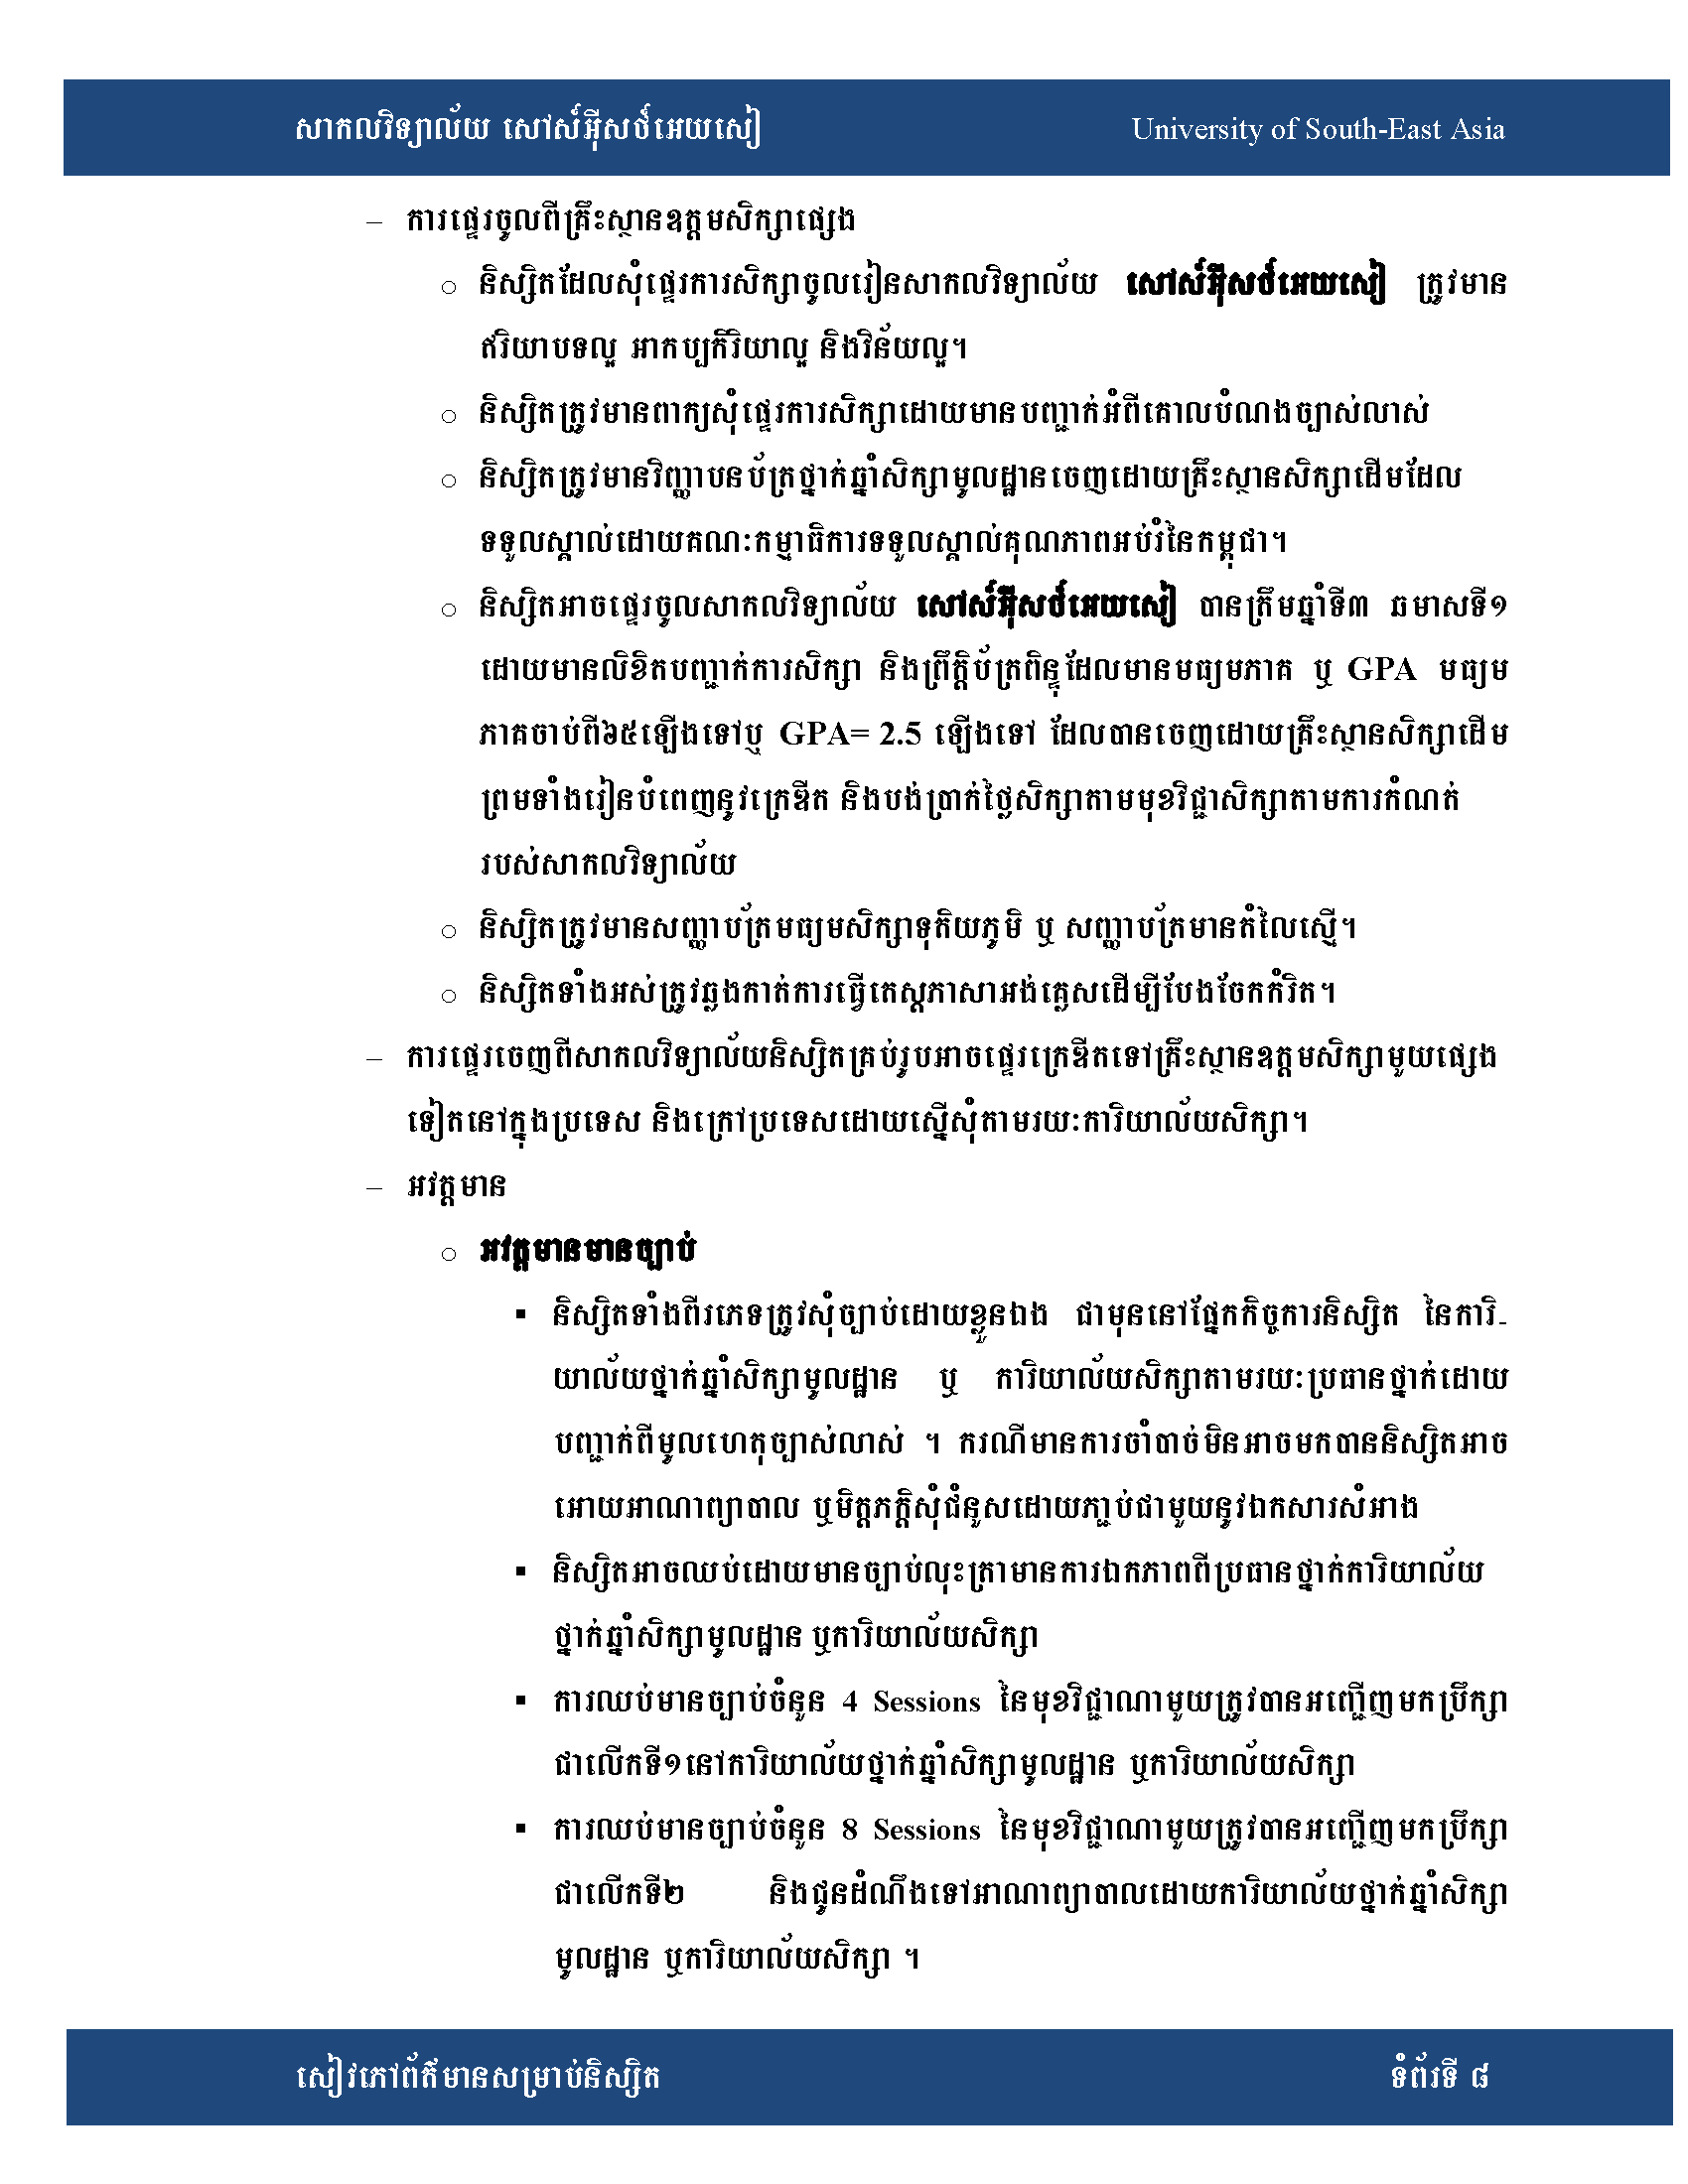 សាកលវិទ្យាល័យ សៅស៍អ៊ីសថ៍អេយសៀ University of South-East Asia
– ការផ្ទេរចូលពីគ្រឹះស្ថានឧត្តមសិក្សាផ្សេង
o និស្សិតដែលសុំផ្ទេរការសិក្សាចូលរៀនសាកលវិទ្យាល័យ សៅស៍អ៊ីសថ៍អេយសៀ ត្រូវមាន
ឥរិយាបទល្អ អាកប្បកិរិយាល្អ និងវិន័យល្អ។
o និស្សិតត្រូវមានពាក្យសុំផ្ទេរការសិក្សាដោយមានបញ្ជាក់អំពីគោលបំណងច្បាស់លាស់
o និស្សិតត្រូវមានវិញ្ញាបនប័ត្រថ្នាក់ឆ្នាំសិក្សាមូលដ្ឋានចេញដោយគ្រឹះស្ថានសិក្សាដើមដែល
ទទួលស្គាល់ដោយគណៈកម្មាធិការទទួលស្គាល់គុណភាពអប់រំនៃកម្ពុជា។
o និស្សិតអាចផ្ទេរចូលសាកលវិទ្យាល័យ សៅស៍អ៊ីសថ៍អេយសៀ បានត្រឹមឆ្នាំទី៣ ឆមាសទី១
ដោយមានលិខិតបញ្ជាក់ការសិក្សា និងព្រឹត្តិប័ត្រពិន្ទុដែលមានមធ្យមភាគ ឬ GPA មធ្យម
ភាគចាប់ពី៦៥ឡើងទៅឬ GPA= 2.5 ឡើងទៅ ដែលបានចេញដោយគ្រឹះស្ថានសិក្សាដើម
ព្រមទាំងរៀនបំពេញនូវក្រេឌីត និងបង់ប្រាក់ថ្លៃសិក្សាតាមមុខវិជ្ជាសិក្សាតាមការកំណត់
របស់សាកលវិទ្យាល័យ
o និស្សិតត្រូវមានសញ្ញាប័ត្រមធ្យមសិក្សាទុតិយភូមិ ឬ សញ្ញាប័ត្រមានតំលៃស្មើ។
o និស្សិតទាំងអស់ត្រូវឆ្លងកាត់ការធ្វើតេស្តភាសាអង់គ្លេសដើម្បីបែងចែកកំរិត។
– ការផ្ទេរចេញពីសាកលវិទ្យាល័យនិស្សិតគ្រប់រូបអាចផ្ទេរក្រេឌីតទៅគ្រឹះស្ថានឧត្តមសិក្សាមួយផ្សេង
ទៀតនៅក្នុងប្រទេស និងក្រៅប្រទេសដោយស្នើសុំតាមរយៈការិយាល័យសិក្សា។
– អវត្តមាន
o អវត្តមានមានច្បាប់
▪ និស្សិតទាំងពីរភេទត្រូវសុំច្បាប់ដោយខ្លួនឯង ជាមុននៅផ្នែកកិច្ចការនិស្សិត នៃការិ-
យាល័យថ្នាក់ឆ្នាំសិក្សាមូលដ្ឋាន ឬ ការិយាល័យសិក្សាតាមរយៈប្រធានថ្នាក់ដោយ
បញ្ជាក់ពីមូលហេតុច្បាស់លាស់ ។ ករណីមានការចាំបាច់មិនអាចមកបាននិស្សិតអាច
អោយអាណាព្យាបាល ឬមិត្តភក្តិសុំជំនួសដោយភ្ជាប់ជាមួយនូវឯកសារសំអាង
▪ និស្សិតអាចឈប់ដោយមានច្បាប់លុះត្រាមានការឯកភាពពីប្រធានថ្នាក់ការិយាល័យ
ថ្នាក់ឆ្នាំសិក្សាមូលដ្ឋាន ឬការិយាល័យសិក្សា
▪ ការឈប់មានច្បាប់ចំនួន 4 Sessions នៃមុខវិជ្ជាណាមួយត្រូវបានអញ្ជើញមកប្រឹក្សា
ជាលើកទី១នៅការិយាល័យថ្នាក់ឆ្នាំសិក្សាមូលដ្ឋាន ឬការិយាល័យសិក្សា
▪ ការឈប់មានច្បាប់ចំនួន 8 Sessions នៃមុខវិជ្ជាណាមួយត្រូវបានអញ្ជើញមកប្រឹក្សា
ជាលើកទី២ និងជូនដំណឹងទៅអាណាព្យាបាលដោយការិយាល័យថ្នាក់ឆ្នាំសិក្សា
មូលដ្ឋាន ឬការិយាល័យសិក្សា ។
សៀវភៅព័ត៌មានសម្រាប់និស្សិត ទំព័រទី ៨